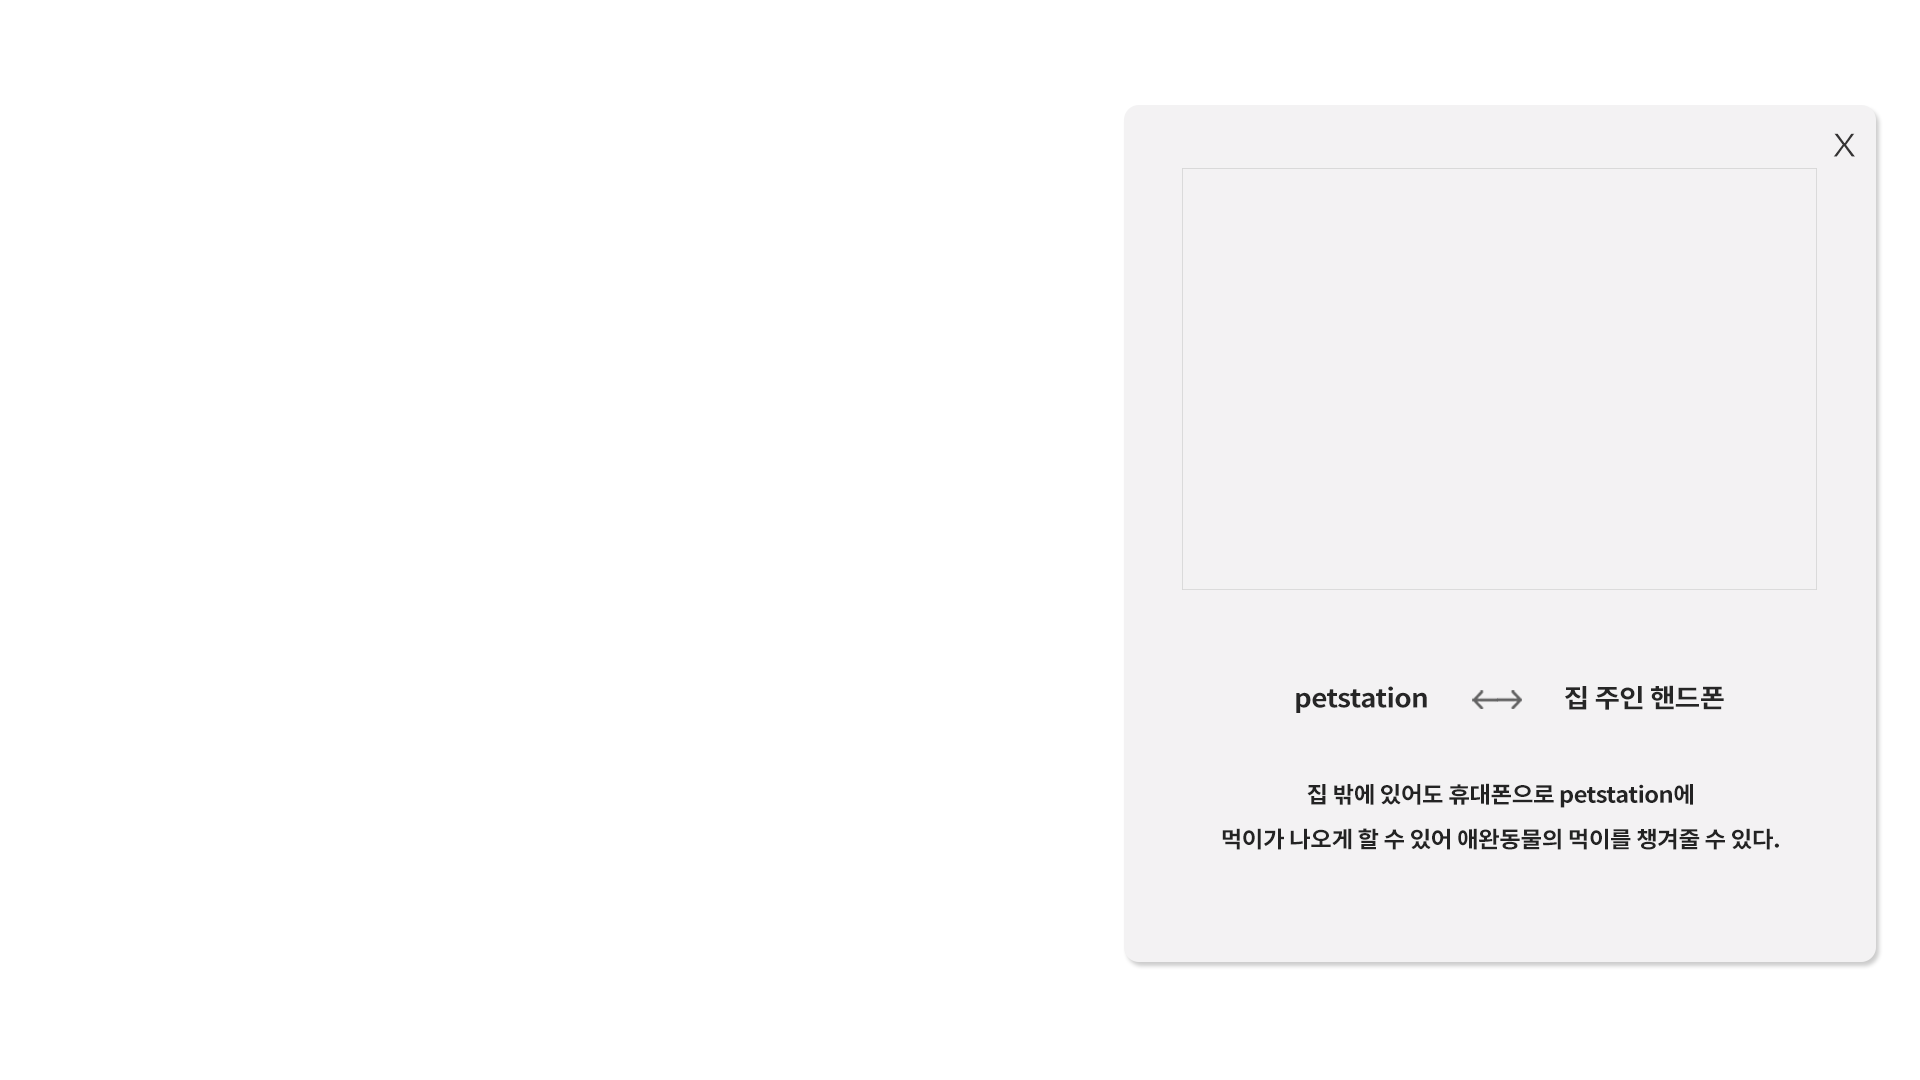 X
petstation ↔ 집 주인 핸드폰
집 밖에 있어도 휴대폰으로 petstation에
먹이가 나오게 할 수 있어 애완동물의 먹이를 챙겨줄 수 있다.